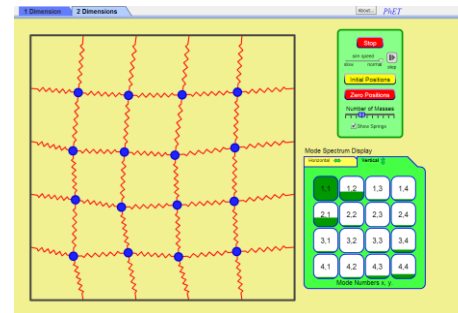 1 Dimension 2 Dimensions About... PhET
Stop
sim speed
slow normal step
Initial Positions
Zero Positions
Number of Masses
Show Springs
Mode Spectrum Display
Horizontal Vertical
1,1 1,2 1,3 1,4
2,1 2,2 2,3 2,4
3,1 3,2 3,3 3,4
4,1 4,2 4,3 4,4
Mode Numbers x, y